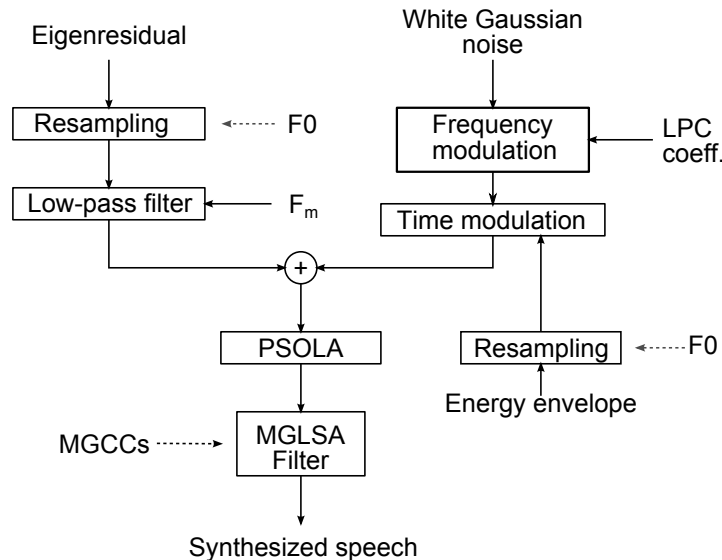 Eigenresidual
White Gaussian
noise
Resampling
F0
Frequency
modulation
LPC
coeff.
Low-pass filter
Fm
Time modulation
+
PSOLA
Resampling
F0
Energy envelope
MGCCs
MGLSA
Filter
Synthesized speech